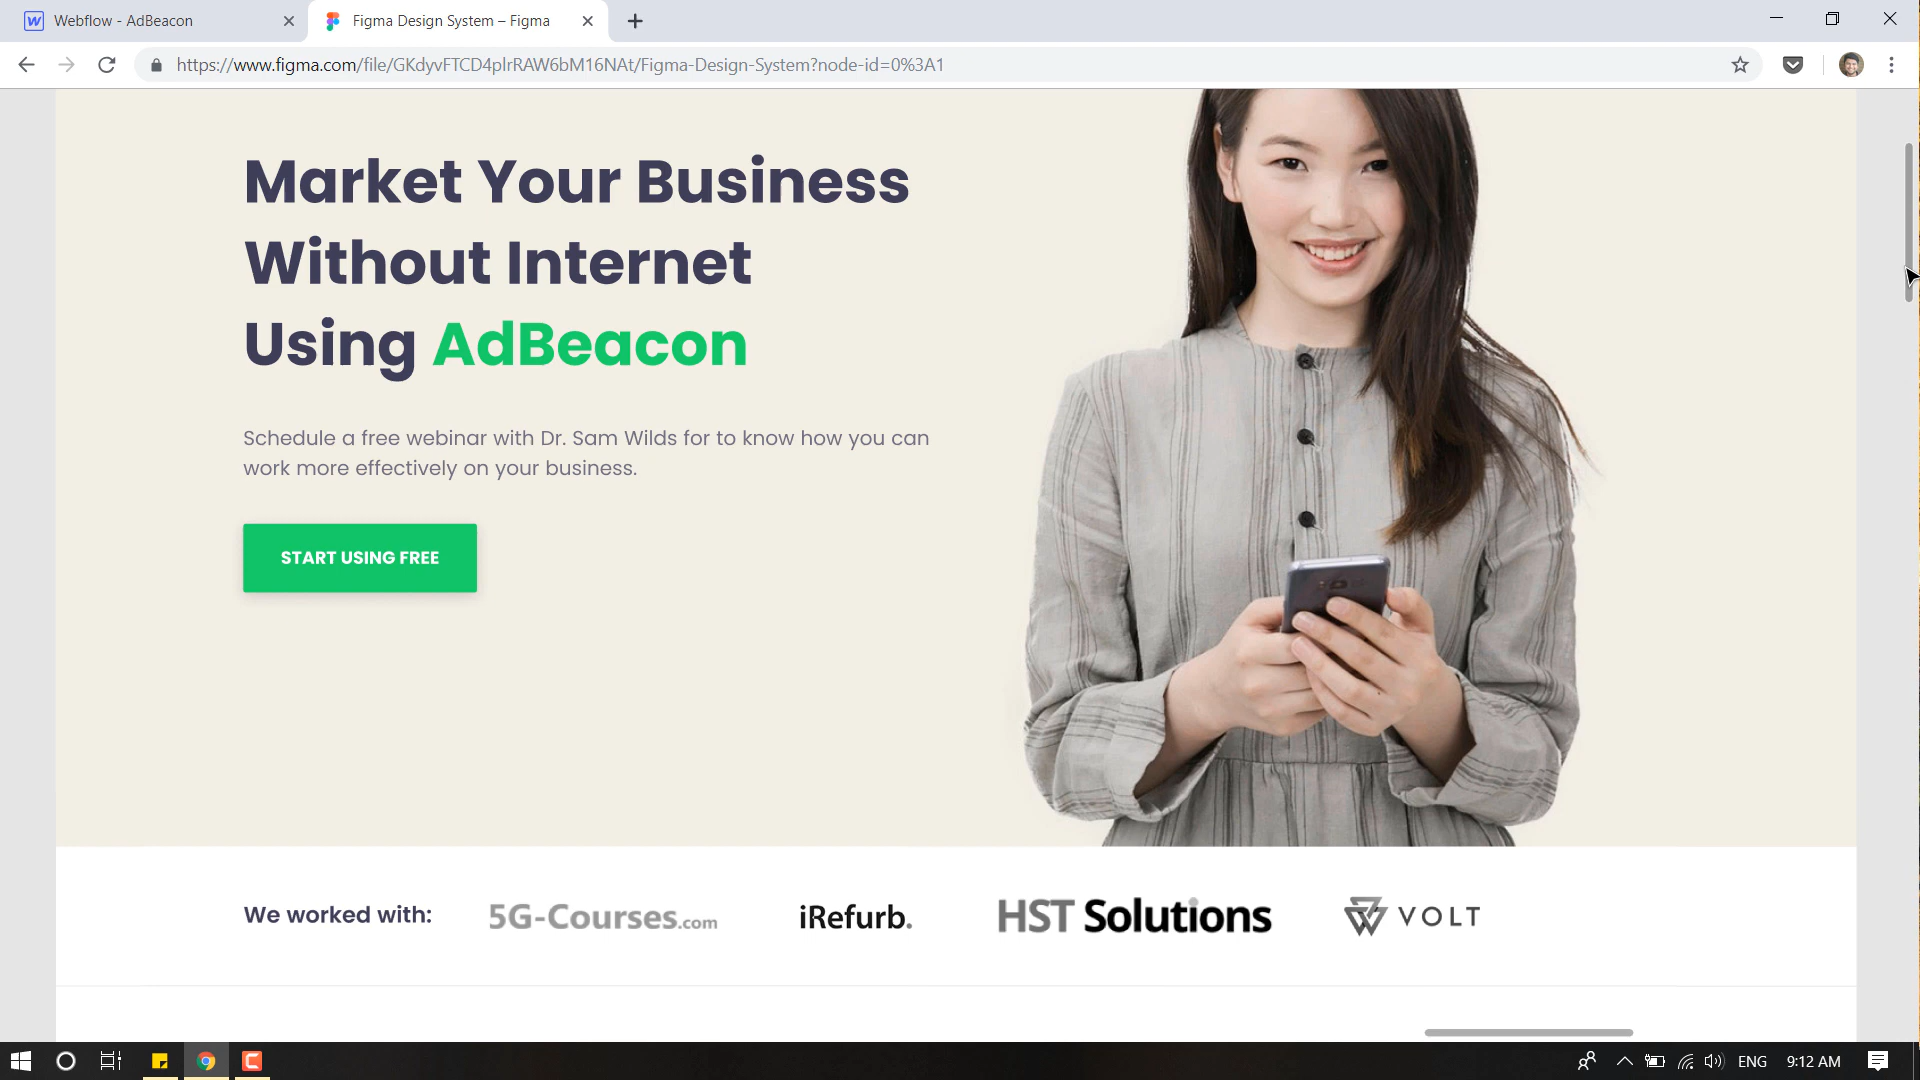 Webflow - AdBeacon
Figma Design System – Figma
https://www.figma.com/file/GKdyvFTCD4plrRAW6bM16NAt/Figma-Design-System?node-id=0%3A1
Market Your Business
Without Internet
Using AdBeacon
Schedule a free webinar with Dr. Sam Wilds for to know how you can
work more effectively on your business.
START USING FREE
We worked with:
5G-Courses.com
iRefurb.
HST Solutions
VOLT
ENG
9:12 AM